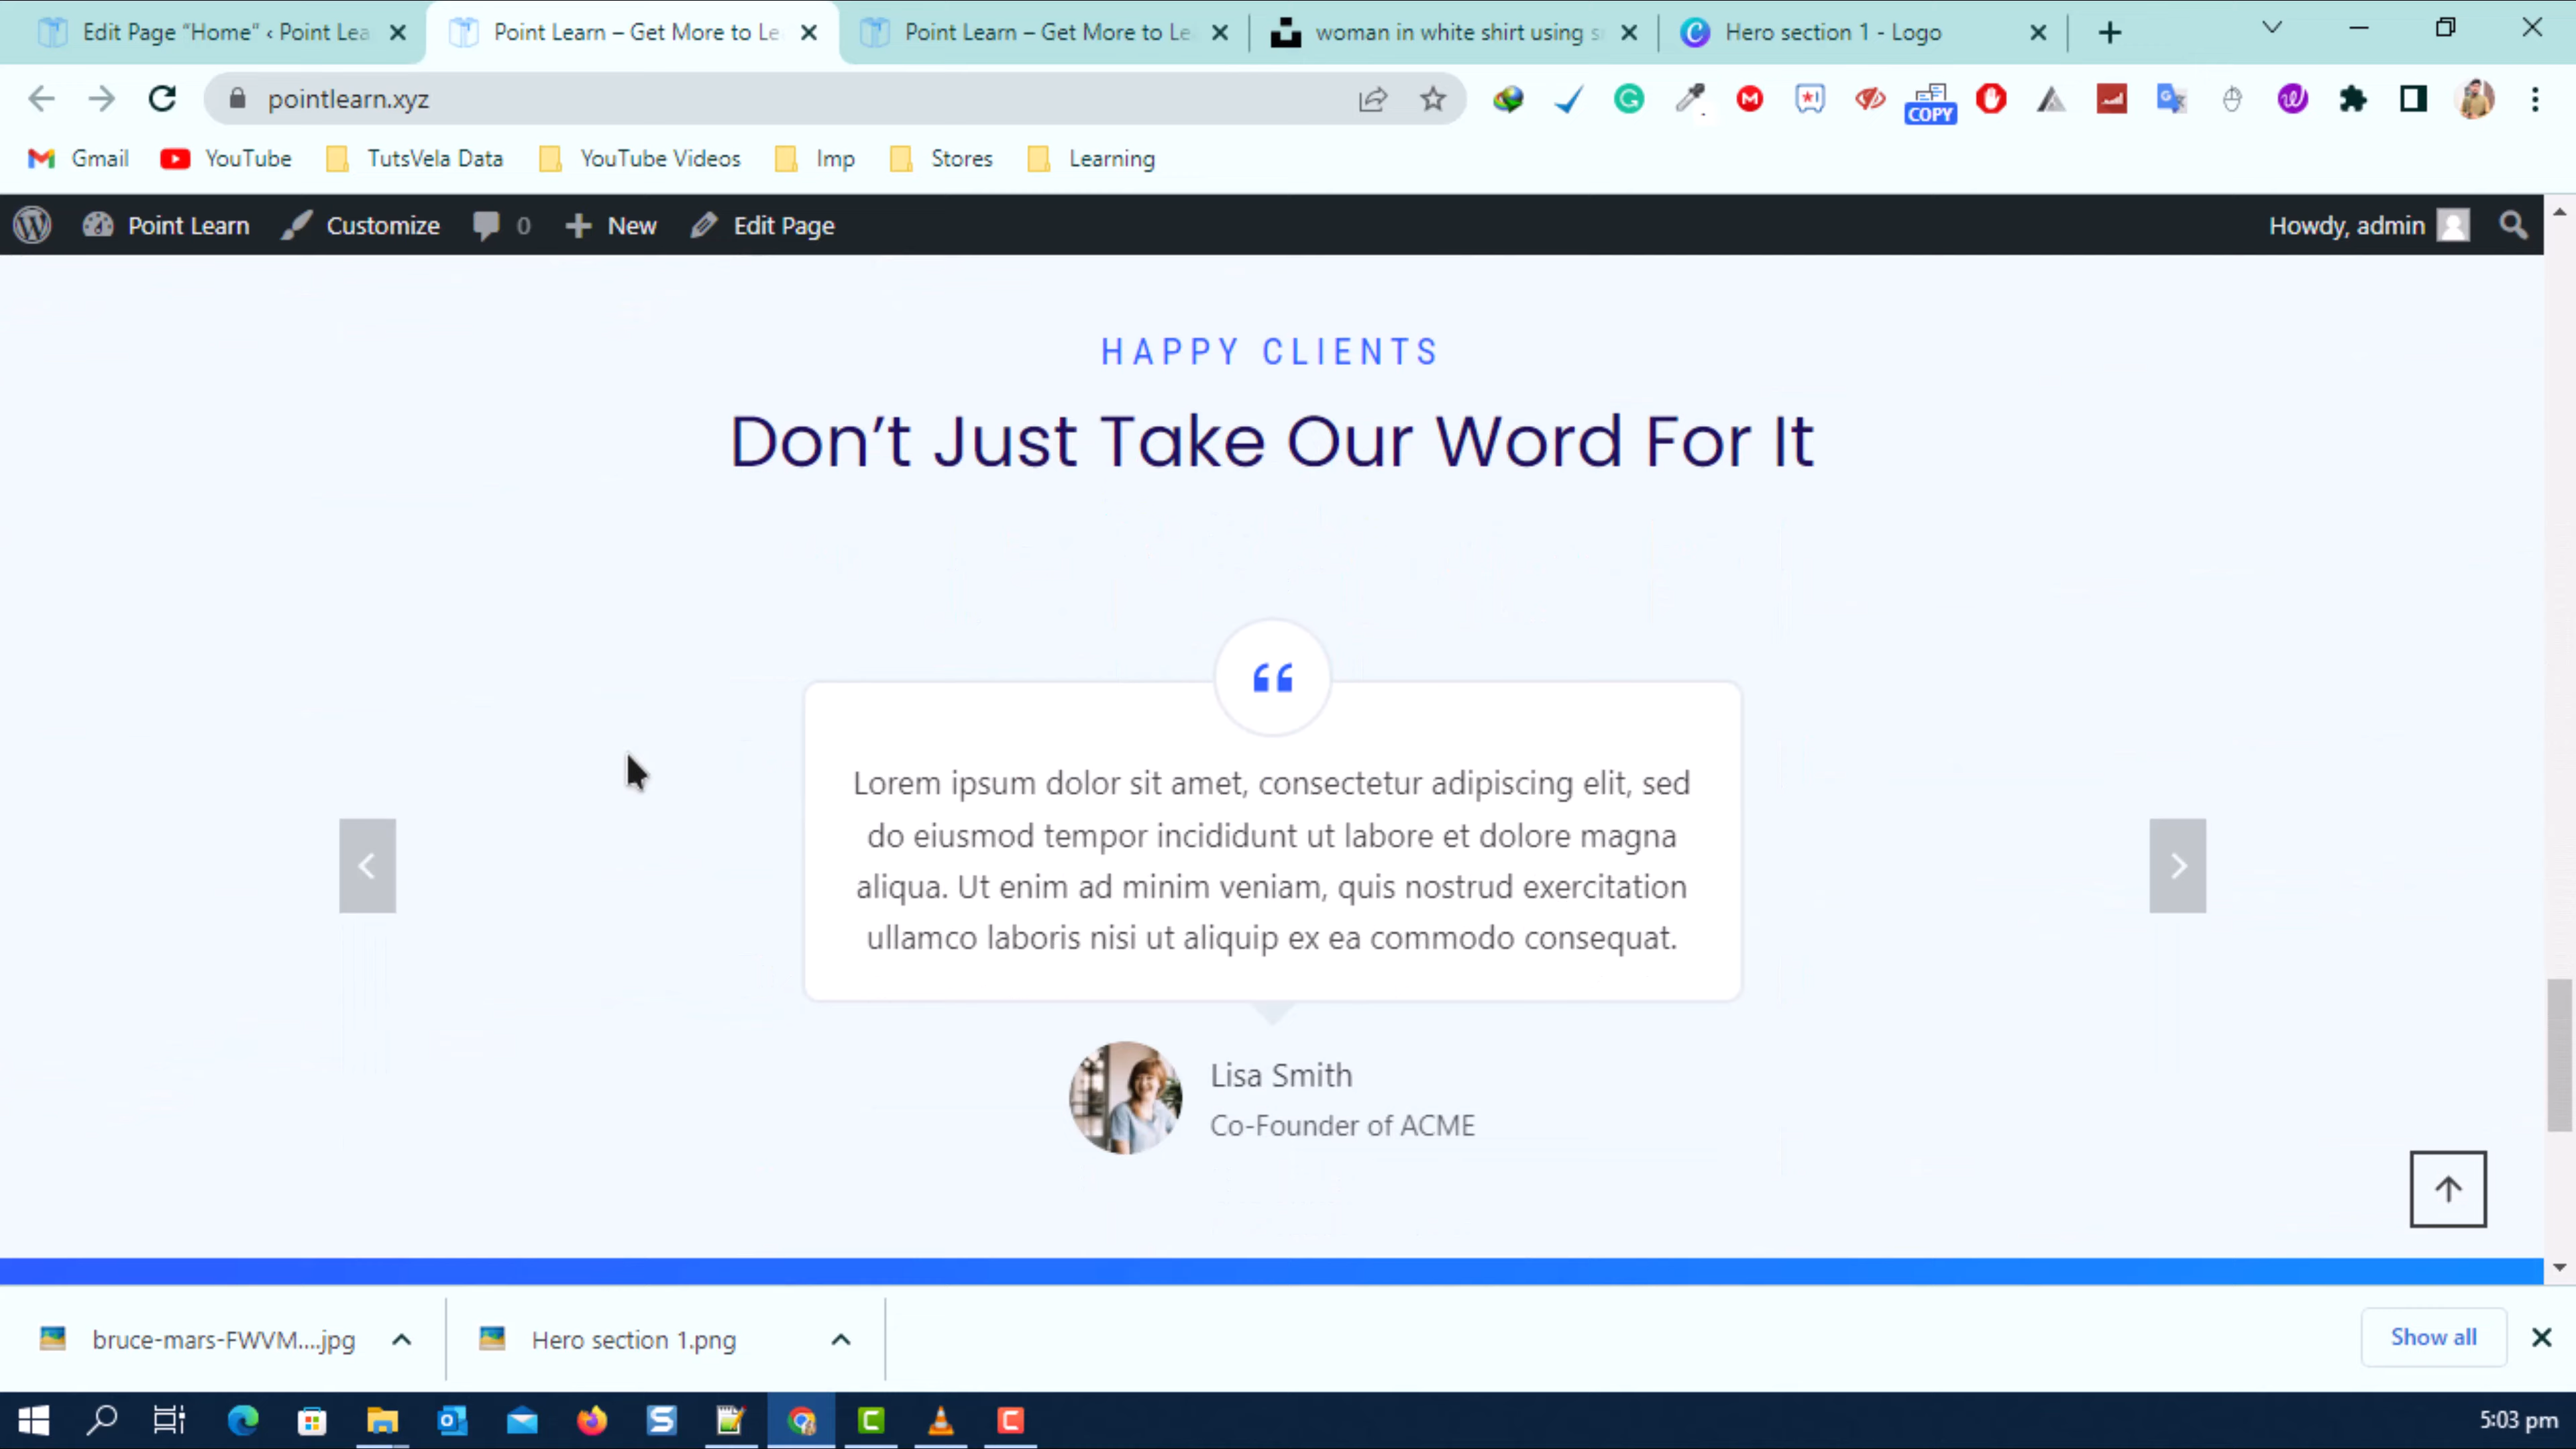 Edit Page “Home” ‹ Point Lea
Point Learn – Get More to Le
Point Learn – Get More to Le
woman in white shirt using s
Hero section 1 - Logo
pointlearn.xyz
COPY
Gmail
YouTube
TutsVela Data
YouTube Videos
Imp
Stores
Learning
Point Learn
Customize
0
New
Edit Page
Howdy, admin
HAPPY CLIENTS
Don’t Just Take Our Word For It
Lorem ipsum dolor sit amet, consectetur adipiscing elit, sed
do eiusmod tempor incididunt ut labore et dolore magna
aliqua. Ut enim ad minim veniam, quis nostrud exercitation
ullamco laboris nisi ut aliquip ex ea commodo consequat.
Lisa Smith
Co-Founder of ACME
bruce-mars-FWVM....jpg
Hero section 1.png
Show all
5:03 pm